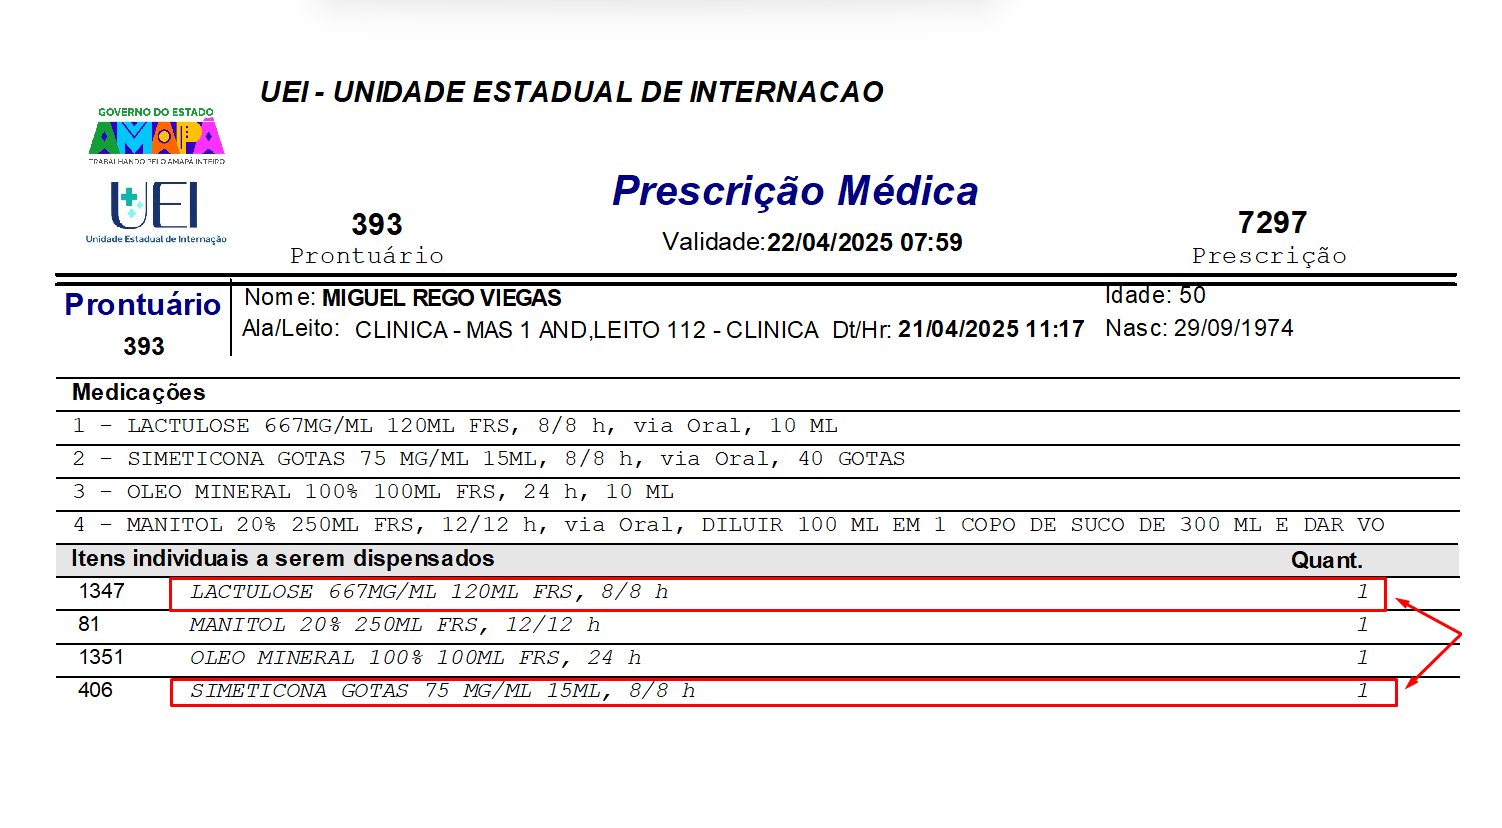 UEI - UNIDADE ESTADUAL DE INTERNACAO
GOVERNO DO ESTADO
AMAPÁ
TRABALHANDO PELO AMAPÁ INTEIRO
UEI
Unidade Estadual de Internação
Prescrição Médica
393
Prontuário
Validade:22/04/2025 07:59
7297
Prescrição
Prontuário
393
Nome: MIGUEL REGO VIEGAS
Idade: 50
Ala/Leito: CLINICA - MAS 1 AND,LEITO 112 - CLINICA Dt/Hr: 21/04/2025 11:17
Nasc: 29/09/1974
Medicações
1 - LACTULOSE 667MG/ML 120ML FRS, 8/8 h, via Oral, 10 ML
2 - SIMETICONA GOTAS 75 MG/ML 15ML, 8/8 h, via Oral, 40 GOTAS
3 - OLEO MINERAL 100% 100ML FRS, 24 h, 10 ML
4 - MANITOL 20% 250ML FRS, 12/12 h, via Oral, DILUIR 100 ML EM 1 COPO DE SUCO DE 300 ML E DAR VO
Itens individuais a serem dispensados Quant.
1347 LACTULOSE 667MG/ML 120ML FRS, 8/8 h 1
81 MANITOL 20% 250ML FRS, 12/12 h 1
1351 OLEO MINERAL 100% 100ML FRS, 24 h 1
406 SIMETICONA GOTAS 75 MG/ML 15ML, 8/8 h 1